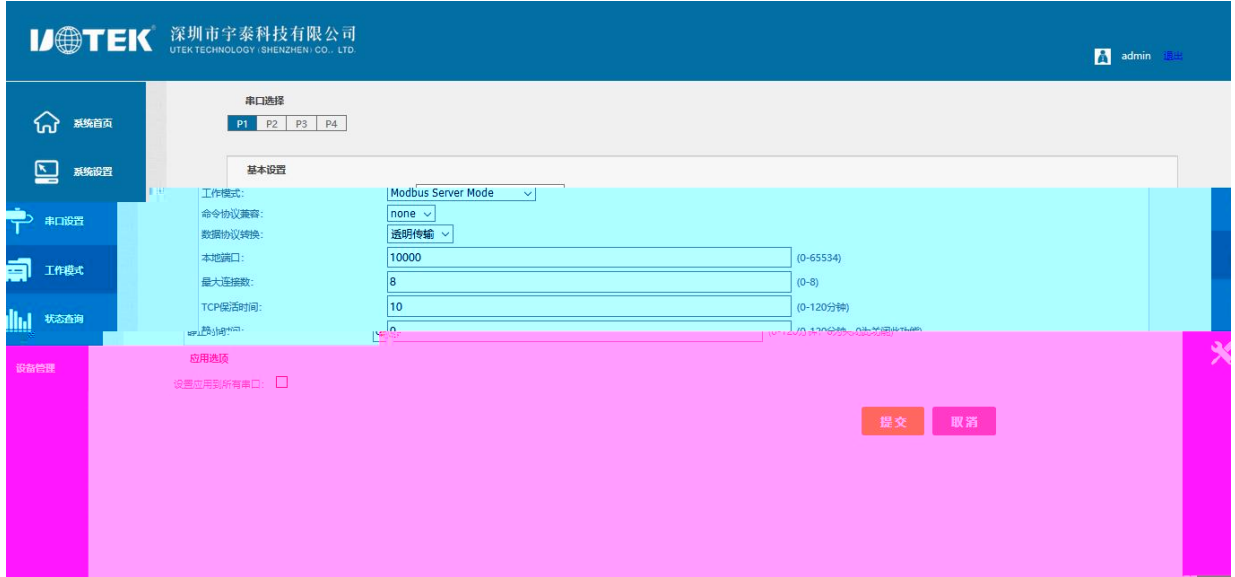 UTEK 深圳市宇泰科技有限公司
UTEK TECHNOLOGY (SHENZHEN) CO., LTD.
admin 退出
串口选择
P1 P2 P3 P4
系统首页
系统设置
基本设置
工作模式: Modbus Server Mode
命令协议兼容: none
串口设置
数据协议转换: 透明传输
本地端口: 10000 (0-65534)
工作模式
最大连接数: 8 (0-8)
TCP保活时间: 10 (0-120分钟)
状态查询
设备管理
应用选项
设置应用到所有串口:
提交 取消